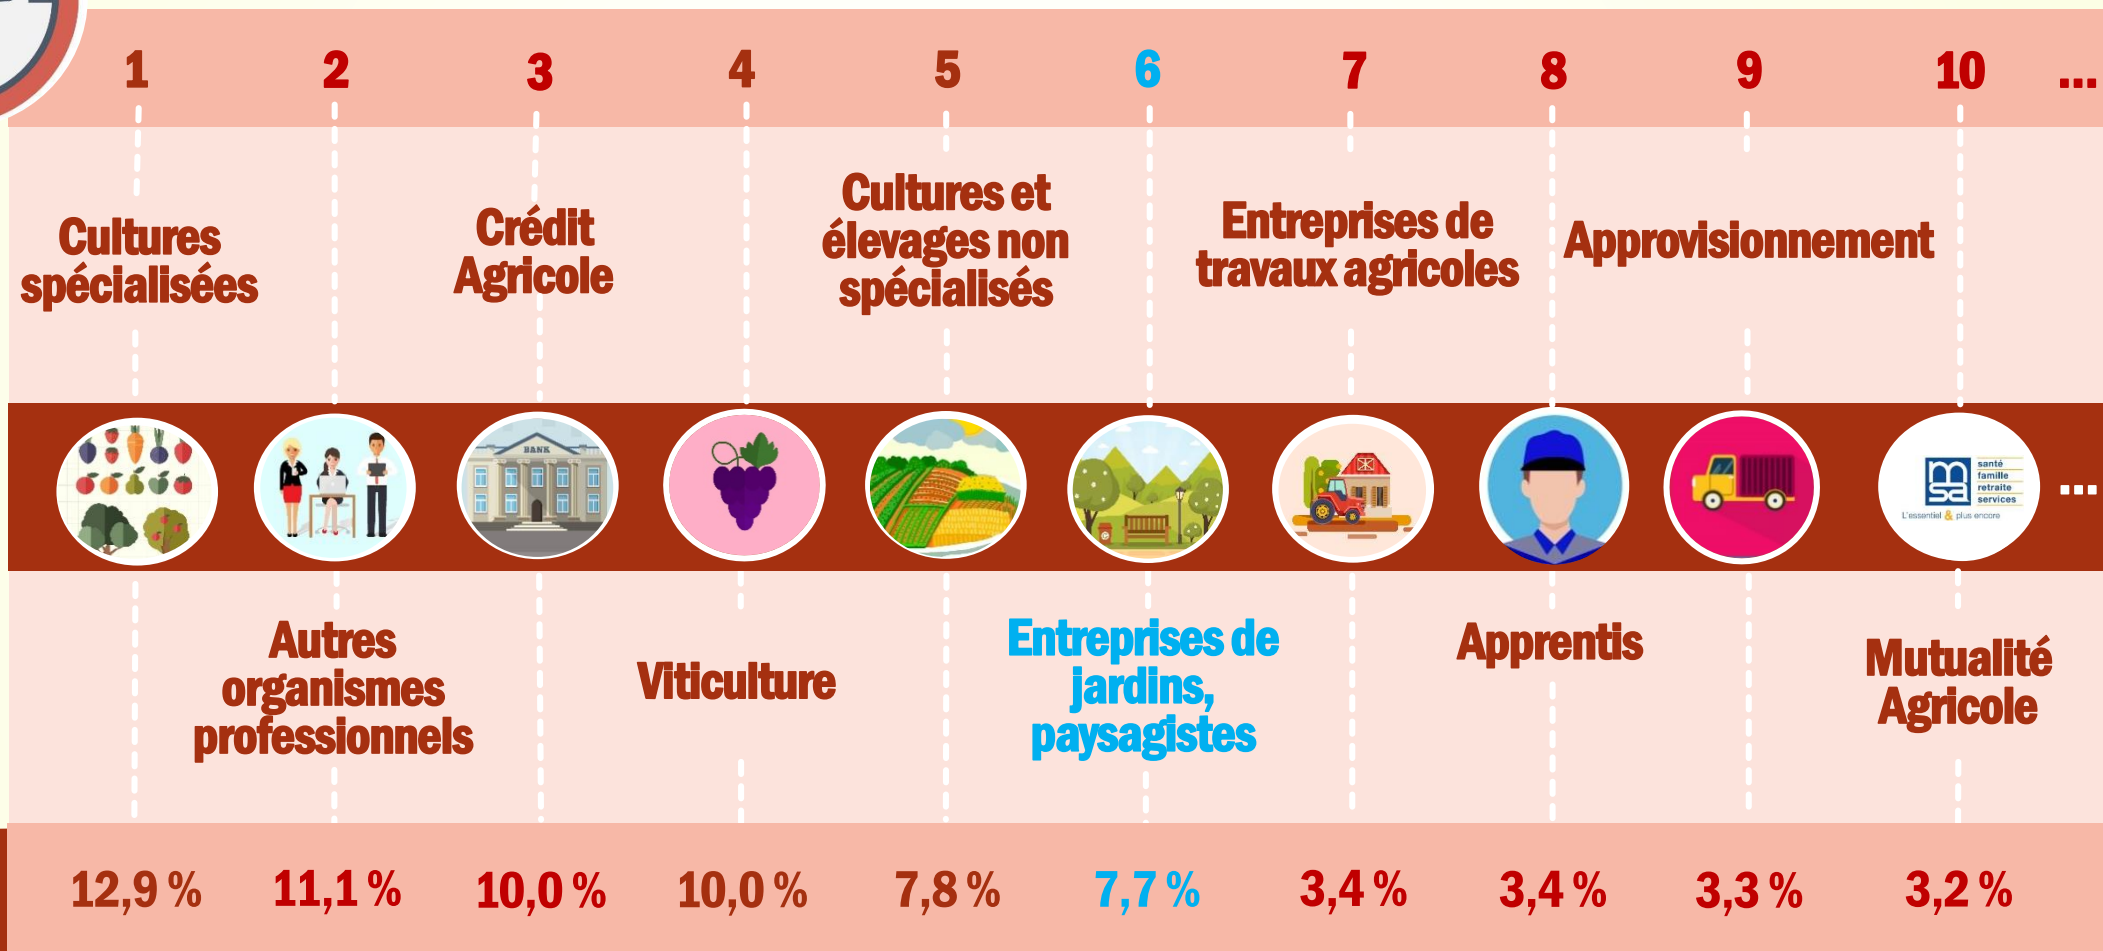 1 2 3 4 5 6 7 8 9 10 ...
Cultures
spécialisées
Crédit
Agricole
Cultures et
élevages non
spécialisés
Entreprises de
travaux agricoles
Approvisionnement
BANK
msa
santé
famille
retraite
services
L'essentiel & plus encore
...
Autres
organismes
professionnels
Viticulture
Entreprises de
jardins,
paysagistes
Apprentis
Mutualité
Agricole
12,9 % 11,1 % 10,0 % 10,0 % 7,8 % 7,7 % 3,4 % 3,4 % 3,3 % 3,2 %